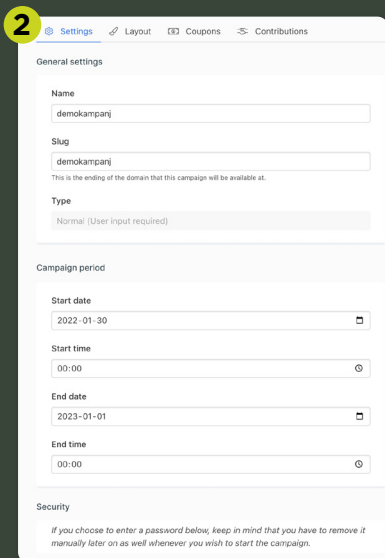 2
Settings Layout Coupons Contributions
General settings
Name
demokampanj
Slug
demokampanj
This is the ending of the domain that this campaign will be available at.
Type
Normal (User input required)
Campaign period
Start date
2022-01-30
Start time
00:00
End date
2023-01-01
End time
00:00
Security
If you choose to enter a password below, keep in mind that you have to remove it
manually later on as well whenever you wish to start the campaign.